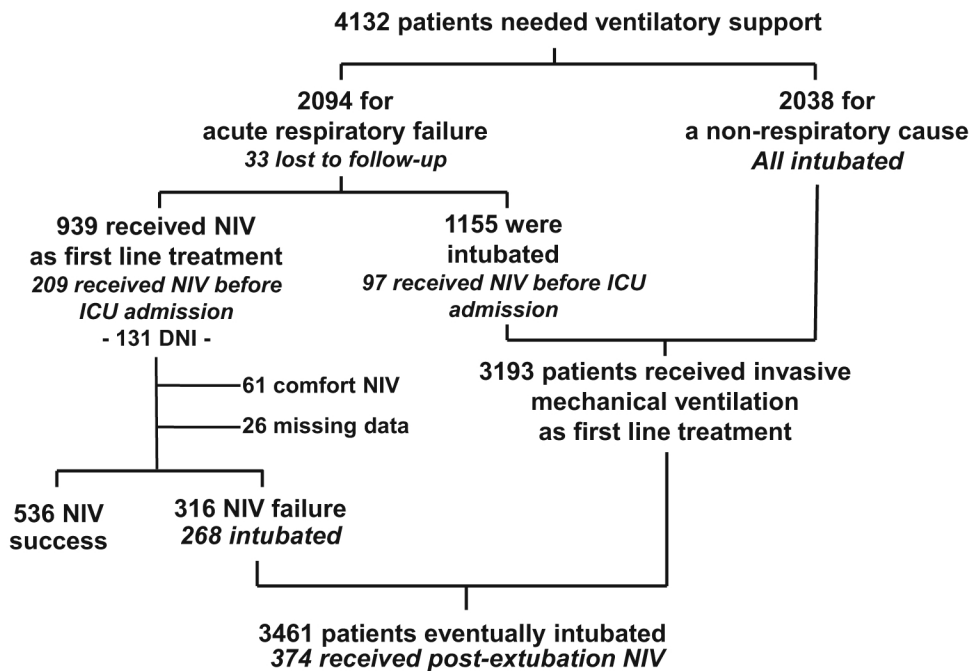 4132 patients needed ventilatory support
2094 for
acute respiratory failure
33 lost to follow-up
2038 for
a non-respiratory cause
All intubated
939 received NIV
as first line treatment
209 received NIV before
ICU admission
- 131 DNI -
1155 were
intubated
97 received NIV before ICU
admission
61 comfort NIV
26 missing data
3193 patients received invasive
mechanical ventilation
as first line treatment
536 NIV
success
316 NIV failure
268 intubated
3461 patients eventually intubated
374 received post-extubation NIV